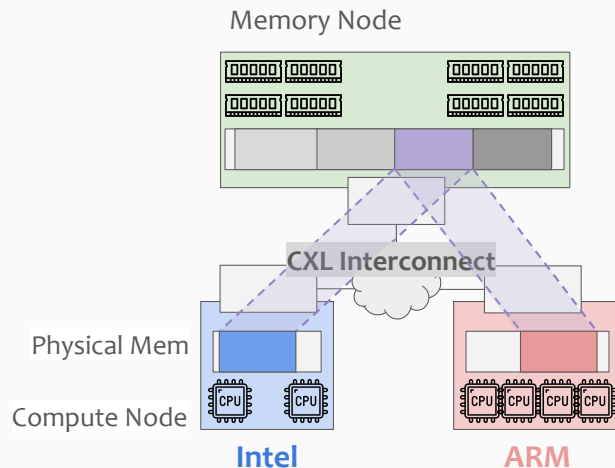 Memory Node
CXL Interconnect
Physical Mem
CPU CPU CPU CPU CPU CPU
Compute Node
Intel ARM